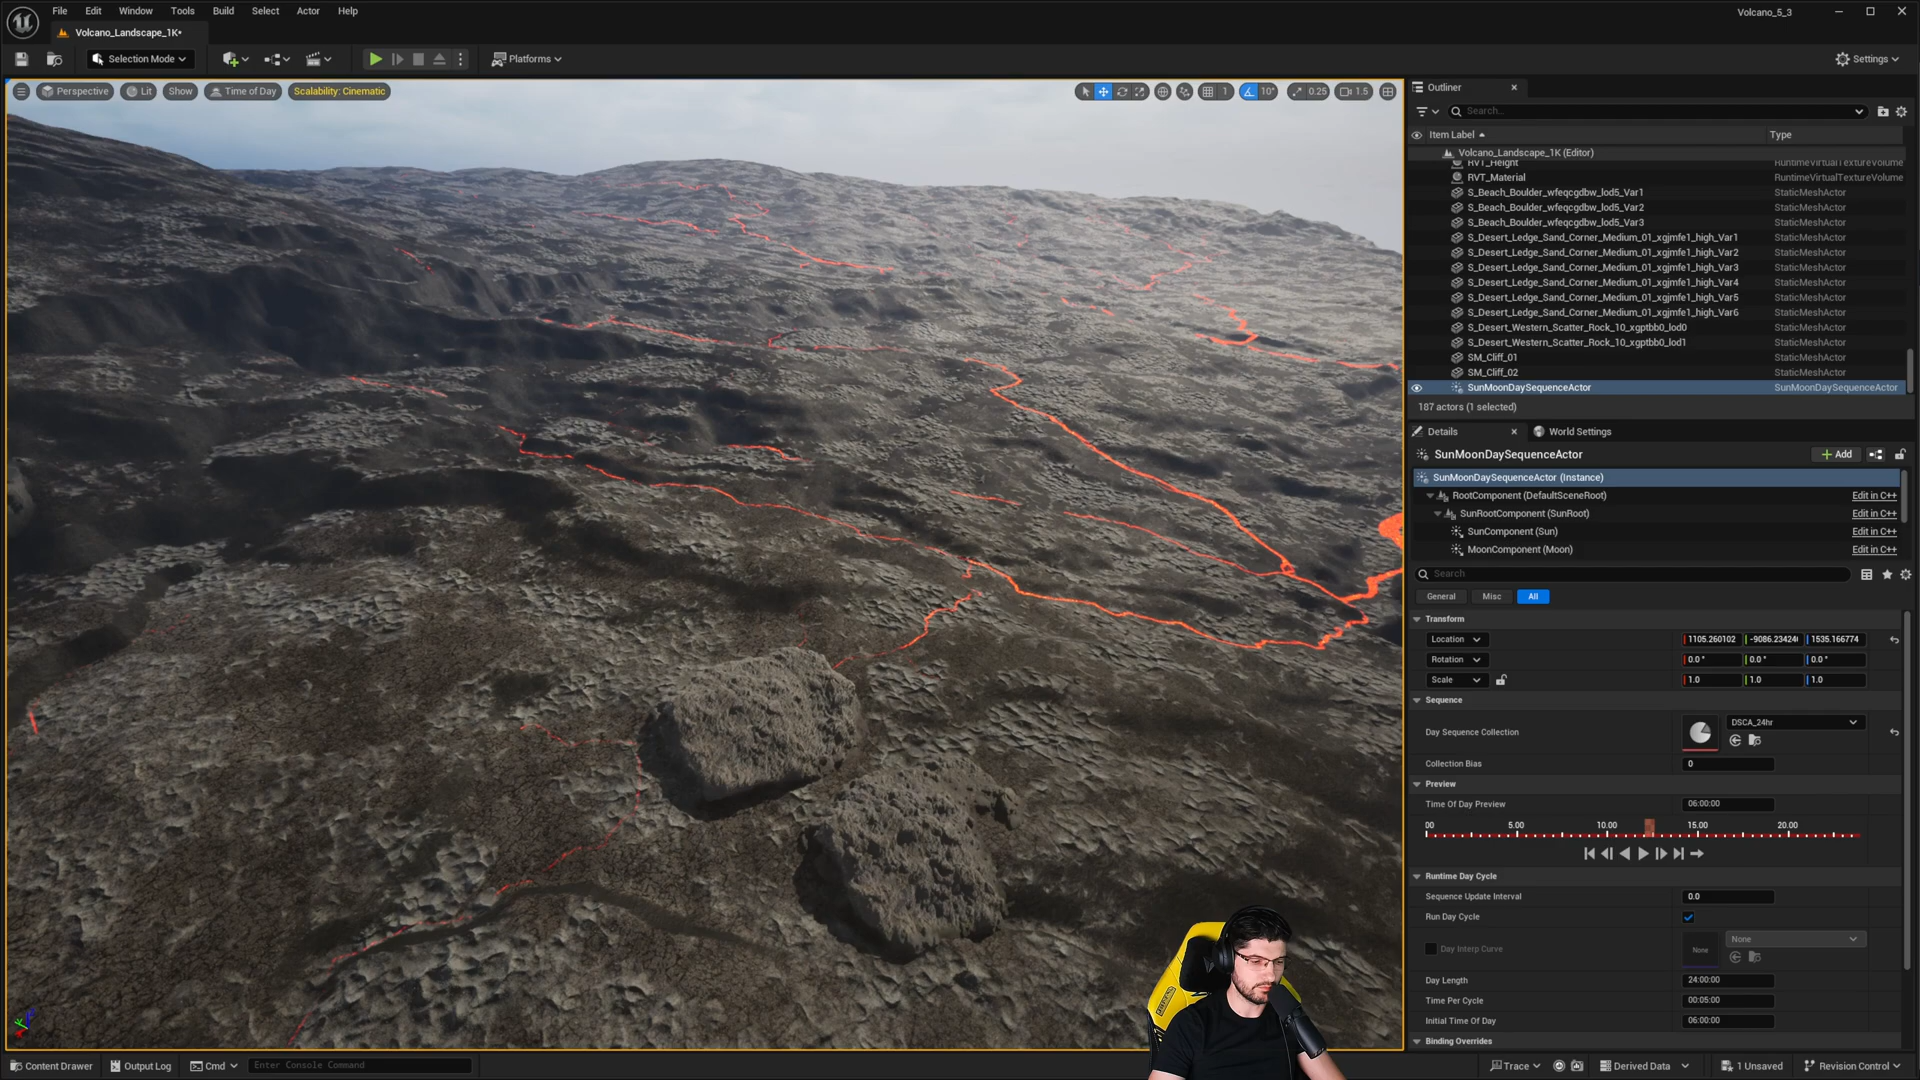 File Edit Window Tools Build Select Actor Help
Volcano_5_3
Volcano_Landscape_1K•
Selection Mode
Platforms
Settings
Perspective Lit Show Time of Day Scalability: Cinematic
1 10° 0.25 1.5
Outliner
Search...
Item Label Type
Volcano_Landscape_1K (Editor)
RVT_Height RuntimeVirtualTextureVolume
RVT_Material RuntimeVirtualTextureVolume
S_Beach_Boulder_wfeqcgdbw_lod5_Var1 StaticMeshActor
S_Beach_Boulder_wfeqcgdbw_lod5_Var2 StaticMeshActor
S_Beach_Boulder_wfeqcgdbw_lod5_Var3 StaticMeshActor
S_Desert_Ledge_Sand_Corner_Medium_01_xgjmfe1_high_Var1 StaticMeshActor
S_Desert_Ledge_Sand_Corner_Medium_01_xgjmfe1_high_Var2 StaticMeshActor
S_Desert_Ledge_Sand_Corner_Medium_01_xgjmfe1_high_Var3 StaticMeshActor
S_Desert_Ledge_Sand_Corner_Medium_01_xgjmfe1_high_Var4 StaticMeshActor
S_Desert_Ledge_Sand_Corner_Medium_01_xgjmfe1_high_Var5 StaticMeshActor
S_Desert_Ledge_Sand_Corner_Medium_01_xgjmfe1_high_Var6 StaticMeshActor
S_Desert_Western_Scatter_Rock_10_xgptbb0_lod0 StaticMeshActor
S_Desert_Western_Scatter_Rock_10_xgptbb0_lod1 StaticMeshActor
SM_Cliff_01 StaticMeshActor
SM_Cliff_02 StaticMeshActor
SunMoonDaySequenceActor SunMoonDaySequenceActor
187 actors (1 selected)
Details World Settings
SunMoonDaySequenceActor
Add
SunMoonDaySequenceActor (Instance)
RootComponent (DefaultSceneRoot) Edit in C++
SunRootComponent (SunRoot) Edit in C++
SunComponent (Sun) Edit in C++
MoonComponent (Moon) Edit in C++
Search
General Misc All
Transform
Location 1105.260102 -9086.23424 1535.166774
Rotation 0.0° 0.0° 0.0°
Scale 1.0 1.0 1.0
Sequence
Day Sequence Collection DSCA_24hr
Collection Bias 0
Preview
Time Of Day Preview 06:00:00
00 5.00 10.00 15.00 20.00
Runtime Day Cycle
Sequence Update Interval 0.0
Run Day Cycle
Day Interp Curve None None
Day Length 24:00:00
Time Per Cycle 00:05:00
Initial Time Of Day 06:00:00
Binding Overrides
Content Drawer Output Log Cmd Enter Console Command
Trace Derived Data 1 Unsaved Revision Control